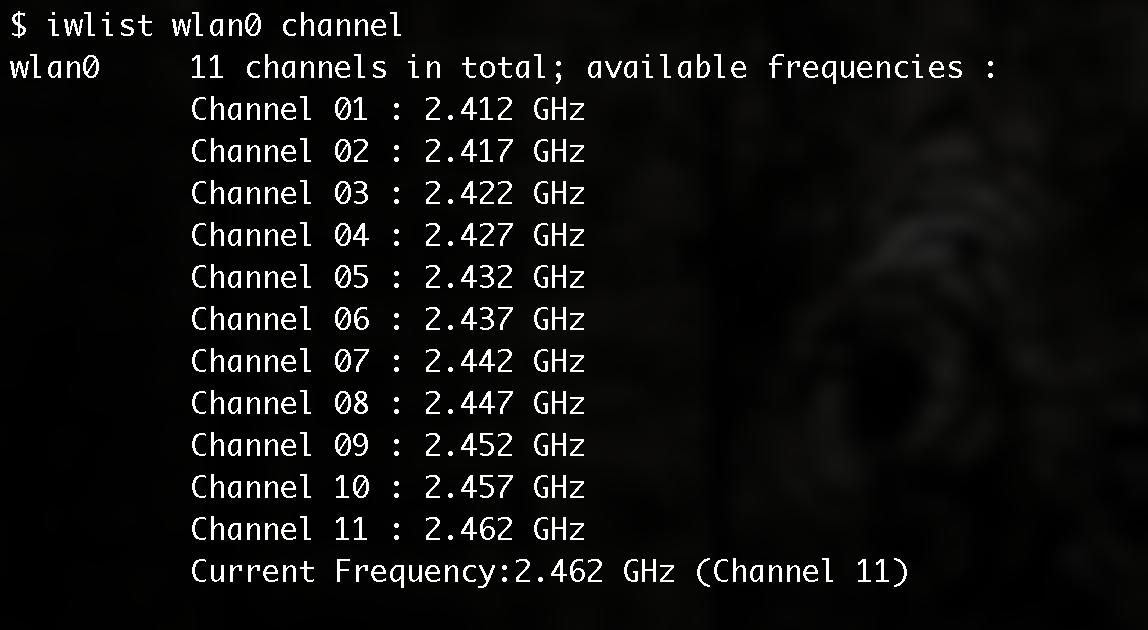 $ iwlist wlan0 channel
wlan0     11 channels in total; available frequencies :
          Channel 01 : 2.412 GHz
          Channel 02 : 2.417 GHz
          Channel 03 : 2.422 GHz
          Channel 04 : 2.427 GHz
          Channel 05 : 2.432 GHz
          Channel 06 : 2.437 GHz
          Channel 07 : 2.442 GHz
          Channel 08 : 2.447 GHz
          Channel 09 : 2.452 GHz
          Channel 10 : 2.457 GHz
          Channel 11 : 2.462 GHz
          Current Frequency:2.462 GHz (Channel 11)